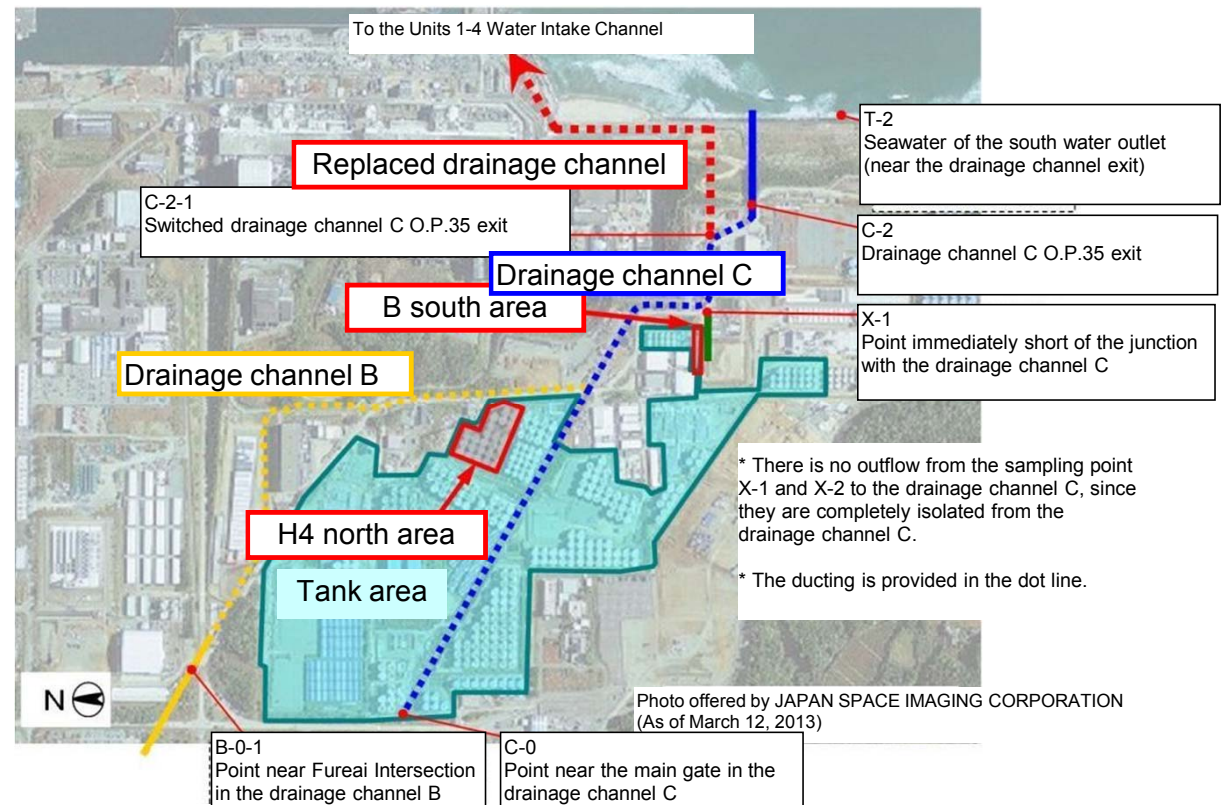 To the Units 1-4 Water Intake Channel
T-2
Seawater of the south water outlet
(near the drainage channel exit)
Replaced drainage channel
C-2-1
Switched drainage channel C O.P.35 exit
C-2
Drainage channel C O.P.35 exit
Drainage channel C
B south area
X-1
Point immediately short of the junction
with the drainage channel C
Drainage channel B
* There is no outflow from the sampling point
X-1 and X-2 to the drainage channel C, since
they are completely isolated from the
drainage channel C.
* The ducting is provided in the dot line.
H4 north area
Tank area
N
Photo offered by JAPAN SPACE IMAGING CORPORATION
(As of March 12, 2013)
B-0-1
Point near Fureai Intersection
in the drainage channel B
C-0
Point near the main gate in the
drainage channel C